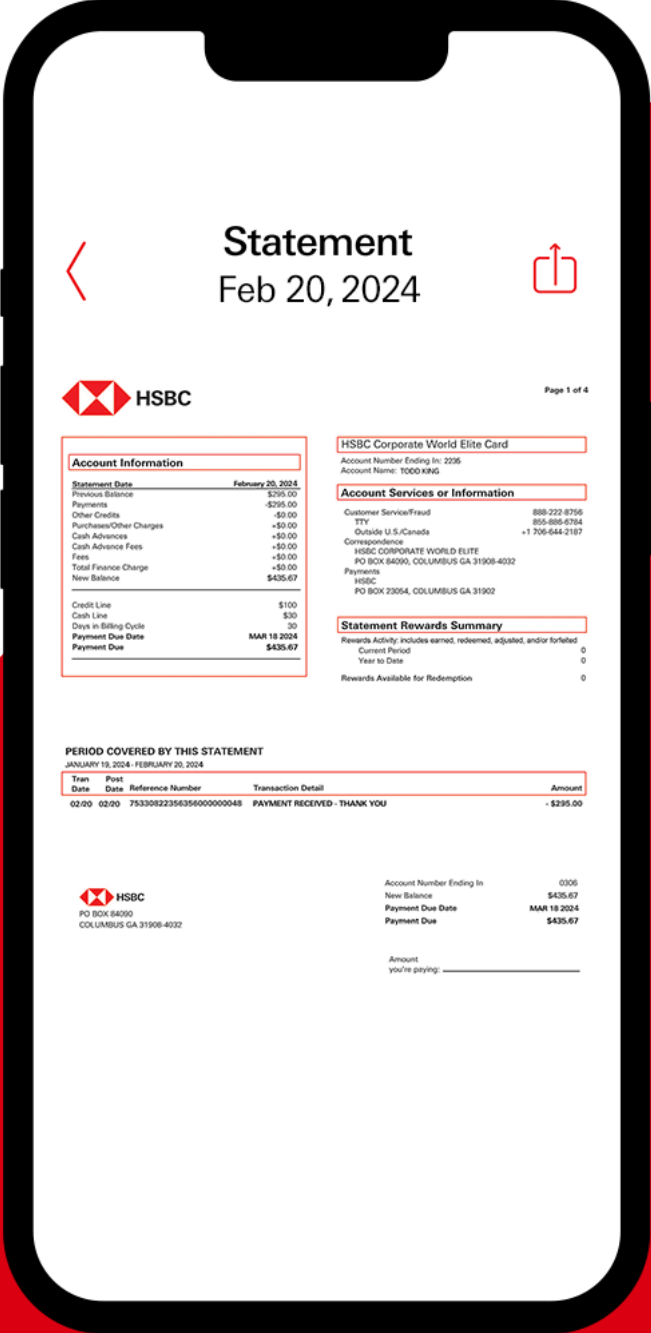 Statement
Feb 20, 2024
HSBC
Page 1 of 4
Account Information
Statement Date February 20, 2024
Previous Balance $295.00
Payments -$295.00
Other Credits -$0.00
Purchases/Other Charges +$0.00
Cash Advances +$0.00
Cash Advance Fees +$0.00
Fees +$0.00
Total Finance Charge +$0.00
New Balance $435.67
Credit Line $100
Cash Line $30
Days in Billing Cycle 30
Payment Due Date MAR 18 2024
Payment Due $435.67
HSBC Corporate World Elite Card
Account Number Ending In: 2235
Account Name: TODD KING
Account Services or Information
Customer Service/Fraud 888-222-8756
TTY 855-886-6784
Outside U.S./Canada +1 706-644-2187
Correspondence
HSBC CORPORATE WORLD ELITE
PO BOX 84090, COLUMBUS GA 31908-4032
Payments
HSBC
PO BOX 23054, COLUMBUS GA 31902
Statement Rewards Summary
Rewards Activity: includes earned, redeemed, adjusted, and/or forfeited
Current Period 0
Year to Date 0
Rewards Available for Redemption 0
PERIOD COVERED BY THIS STATEMENT
JANUARY 19, 2024 - FEBRUARY 20, 2024
Tran Post
Date Date Reference Number Transaction Detail Amount
02/20 02/20 75330822356356000000048 PAYMENT RECEIVED - THANK YOU - $295.00
HSBC
PO BOX 84090
COLUMBUS GA 31908-4032
Account Number Ending In 0306
New Balance $435.67
Payment Due Date MAR 18 2024
Payment Due $435.67
Amount
you're paying: